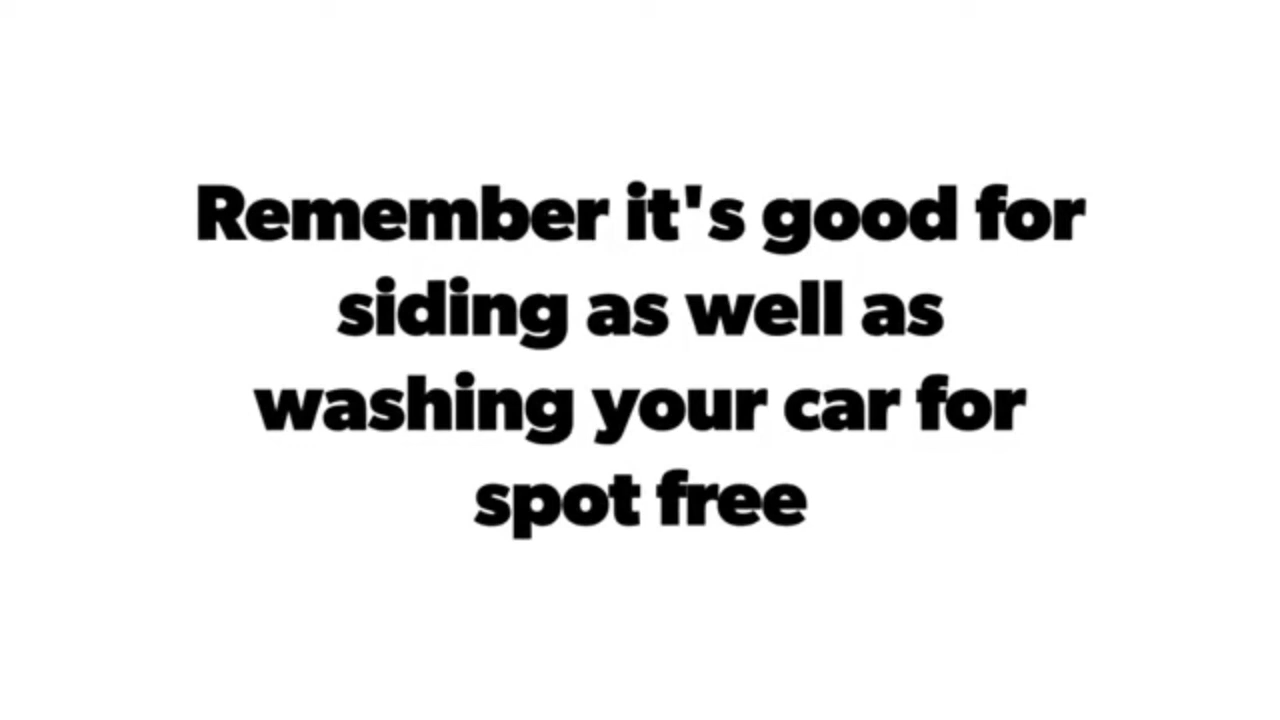 Remember it's good for
siding as well as
washing your car for
spot free